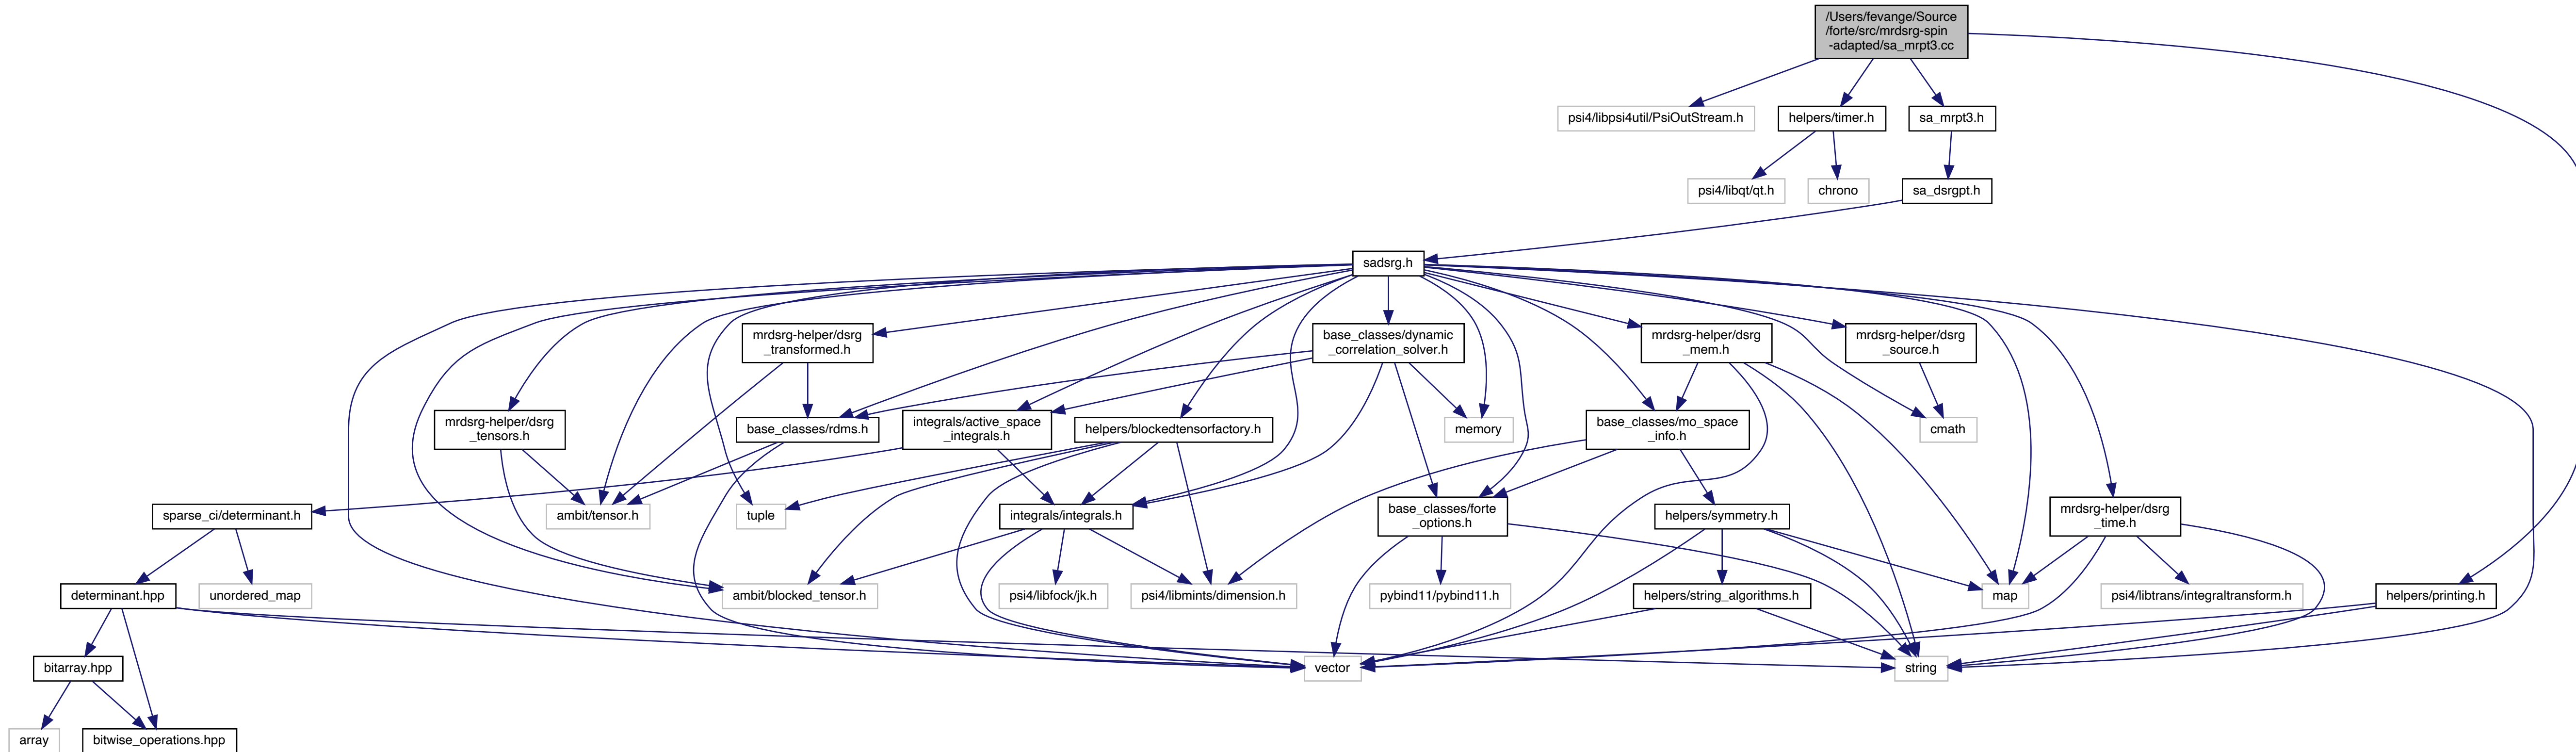 /Users/fevange/Source
/forte/src/mrdsrg-spin
-adapted/sa_mrpt3.cc
psi4/libpsi4util/PsiOutStream.h
helpers/timer.h
sa_mrpt3.h
psi4/libqt/qt.h
chrono
sa_dsrgpt.h
sadsrg.h
mrdsrg-helper/dsrg
_transformed.h
base_classes/dynamic
_correlation_solver.h
mrdsrg-helper/dsrg
_mem.h
mrdsrg-helper/dsrg
_source.h
mrdsrg-helper/dsrg
_tensors.h
base_classes/rdms.h
integrals/active_space
_integrals.h
helpers/blockedtensorfactory.h
memory
base_classes/mo_space
_info.h
cmath
sparse_ci/determinant.h
ambit/tensor.h
tuple
integrals/integrals.h
base_classes/forte
_options.h
helpers/symmetry.h
mrdsrg-helper/dsrg
_time.h
determinant.hpp
unordered_map
ambit/blocked_tensor.h
psi4/libfock/jk.h
psi4/libmints/dimension.h
pybind11/pybind11.h
helpers/string_algorithms.h
map
psi4/libtrans/integraltransform.h
helpers/printing.h
bitarray.hpp
vector
string
array
bitwise_operations.hpp